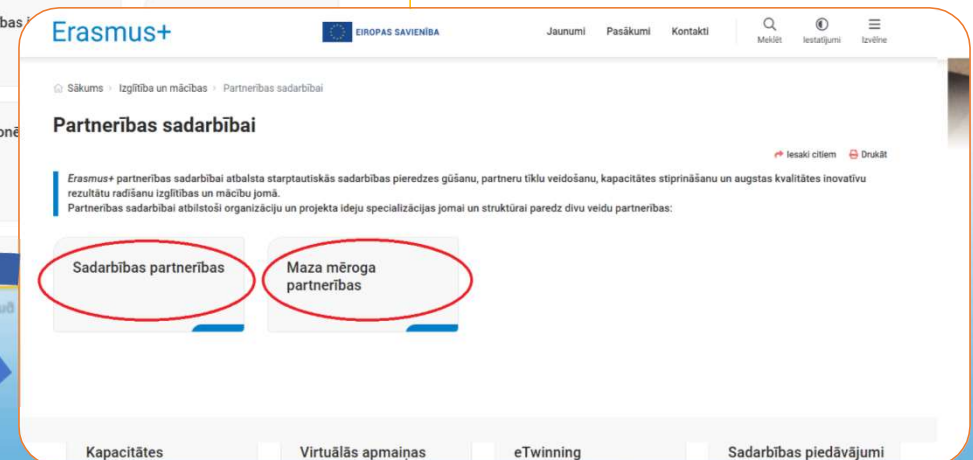 bas
Erasmus+
EIROPAS SAVIENĪBA
Jaunumi Pasākumi Kontakti
Meklēt Iestatījumi Izvēlne
Sākums Izglītība un mācības Partnerības sadarbībai
Partnerības sadarbībai
Iesaki citiem Drukāt
Erasmus+ partnerības sadarbībai atbalsta starptautiskās sadarbības pieredzes gūšanu, partneru tīklu veidošanu, kapacitātes stiprināšanu un augstas kvalitātes inovatīvu
rezultātu radīšanu izglītības un mācību jomā.
Partnerības sadarbībai atbilstoši organizāciju un projekta ideju specializācijas jomai un struktūrai paredz divu veidu partnerības:
Sadarbības partnerības
Maza mēroga
partnerības
Kapacitātes
Virtuālās apmaiņas
eTwinning
Sadarbības piedāvājumi